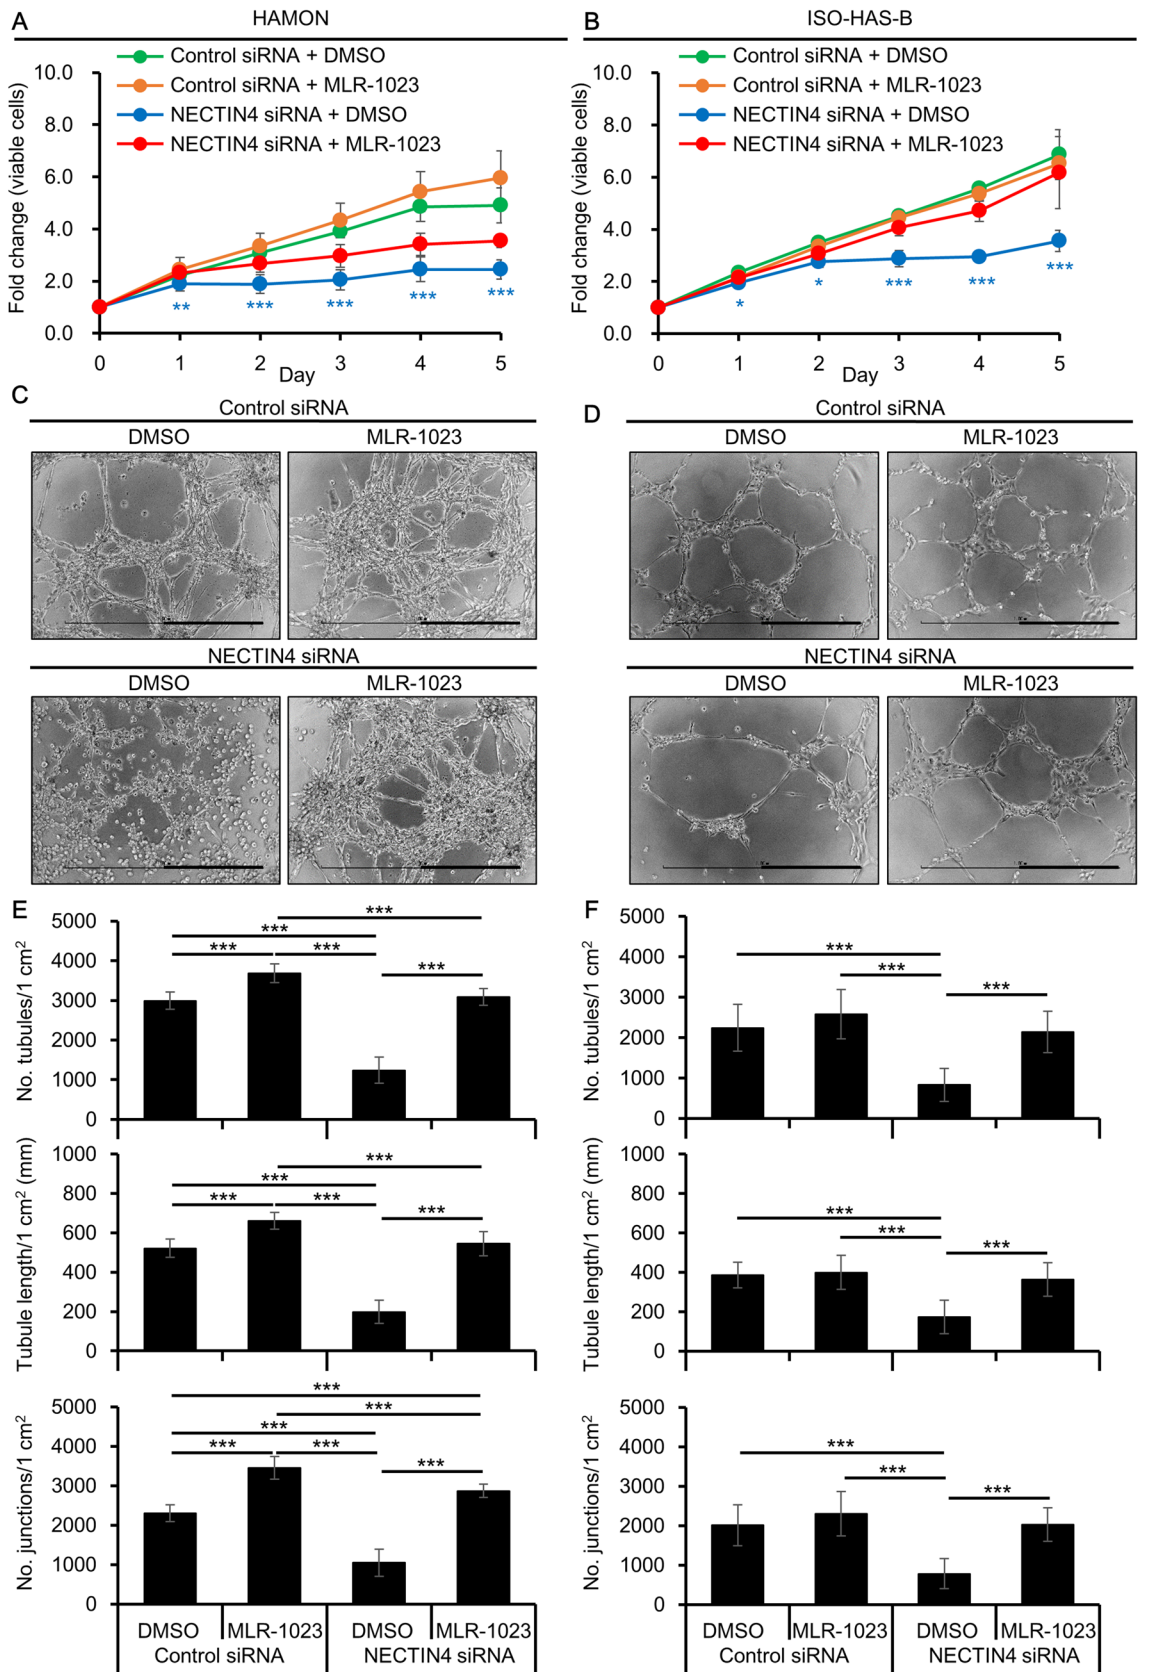 A HAMON
Control siRNA + DMSO
Control siRNA + MLR-1023
NECTIN4 siRNA + DMSO
NECTIN4 siRNA + MLR-1023
Fold change (viable cells)
10.0
8.0
6.0
4.0
2.0
0.0
** *** *** *** ***
0 1 2 3 4 5
Day
B ISO-HAS-B
Control siRNA + DMSO
Control siRNA + MLR-1023
NECTIN4 siRNA + DMSO
NECTIN4 siRNA + MLR-1023
Fold change (viable cells)
10.0
8.0
6.0
4.0
2.0
0.0
* * *** *** ***
0 1 2 3 4 5
Day
C
Control siRNA
DMSO MLR-1023
NECTIN4 siRNA
DMSO MLR-1023
D
Control siRNA
DMSO MLR-1023
NECTIN4 siRNA
DMSO MLR-1023
E
No. tubules/1 cm²
5000
4000
3000
2000
1000
0
***
***
*** ***
***
Tubule length/1 cm² (mm)
1000
800
600
400
200
0
***
***
*** ***
***
No. junctions/1 cm²
5000
4000
3000
2000
1000
0
***
***
***
*** ***
***
DMSO MLR-1023 DMSO MLR-1023
Control siRNA NECTIN4 siRNA
F
No. tubules/1 cm²
5000
4000
3000
2000
1000
0
***
***
***
Tubule length/1 cm² (mm)
1000
800
600
400
200
0
***
***
***
No. junctions/1 cm²
5000
4000
3000
2000
1000
0
***
***
***
DMSO MLR-1023 DMSO MLR-1023
Control siRNA NECTIN4 siRNA